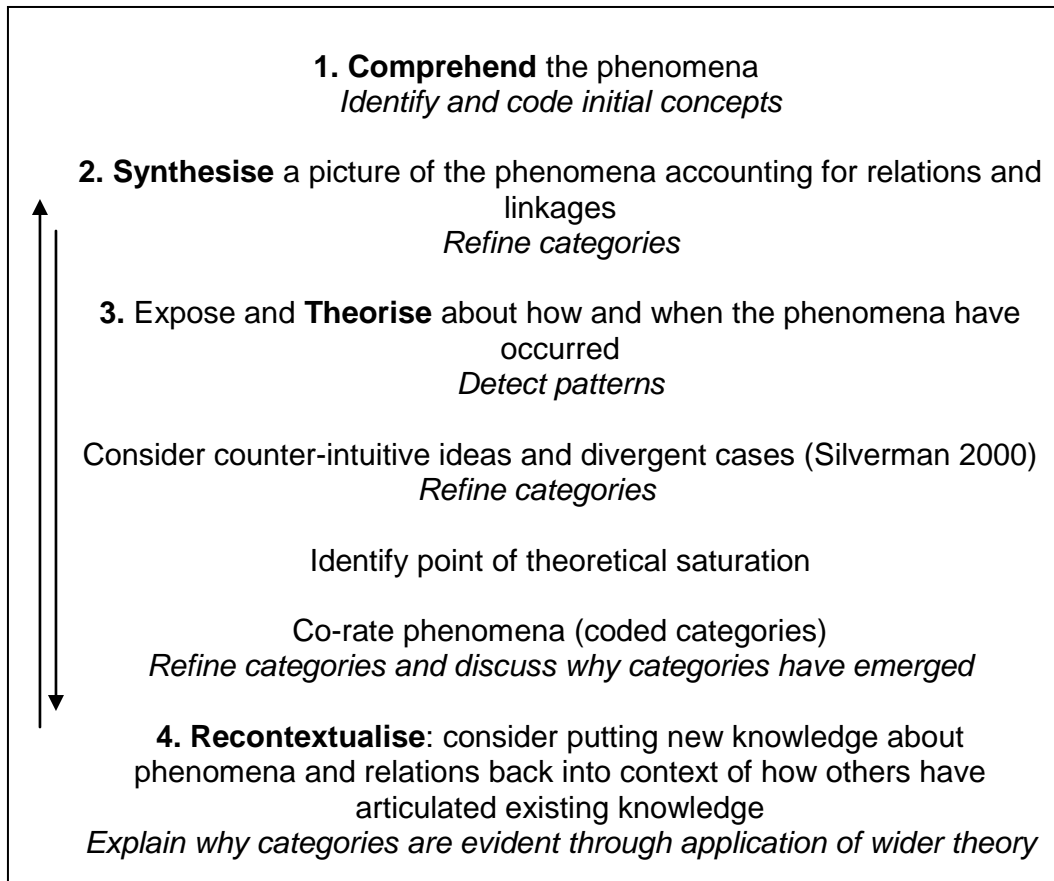 1. Comprehend the phenomena
Identify and code initial concepts
2. Synthesise a picture of the phenomena accounting for relations and
linkages
Refine categories
3. Expose and Theorise about how and when the phenomena have
occurred
Detect patterns
Consider counter-intuitive ideas and divergent cases (Silverman 2000)
Refine categories
Identify point of theoretical saturation
Co-rate phenomena (coded categories)
Refine categories and discuss why categories have emerged
4. Recontextualise: consider putting new knowledge about
phenomena and relations back into context of how others have
articulated existing knowledge
Explain why categories are evident through application of wider theory